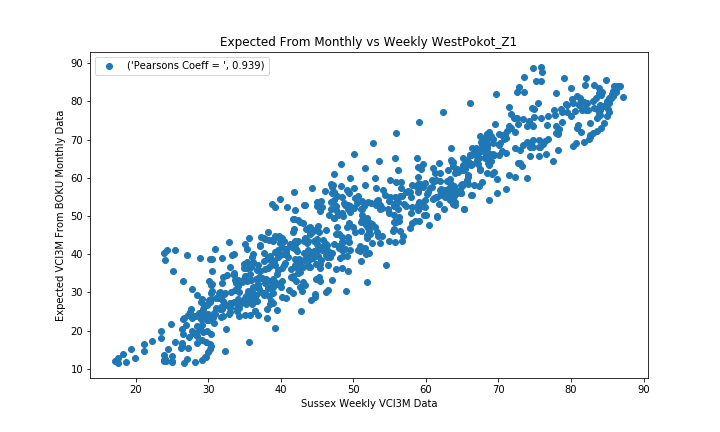 Expected From Monthly vs Weekly WestPokot_Z1
('Pearsons Coeff = ', 0.939)
Expected VCI3M From BOKU Monthly Data
90
80
70
60
50
40
30
20
10
20 30 40 50 60 70 80 90
Sussex Weekly VCI3M Data